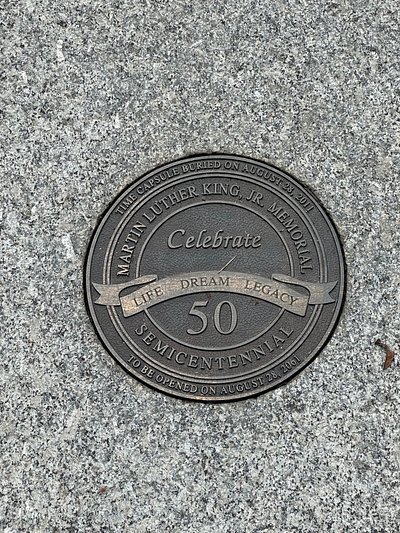 TIME CAPSULE BURIED ON AUGUST 28, 2011
MARTIN LUTHER KING, JR. MEMORIAL
Celebrate
LIFE DREAM LEGACY
50
SEMICENTENNIAL
TO BE OPENED ON AUGUST 28, 2061